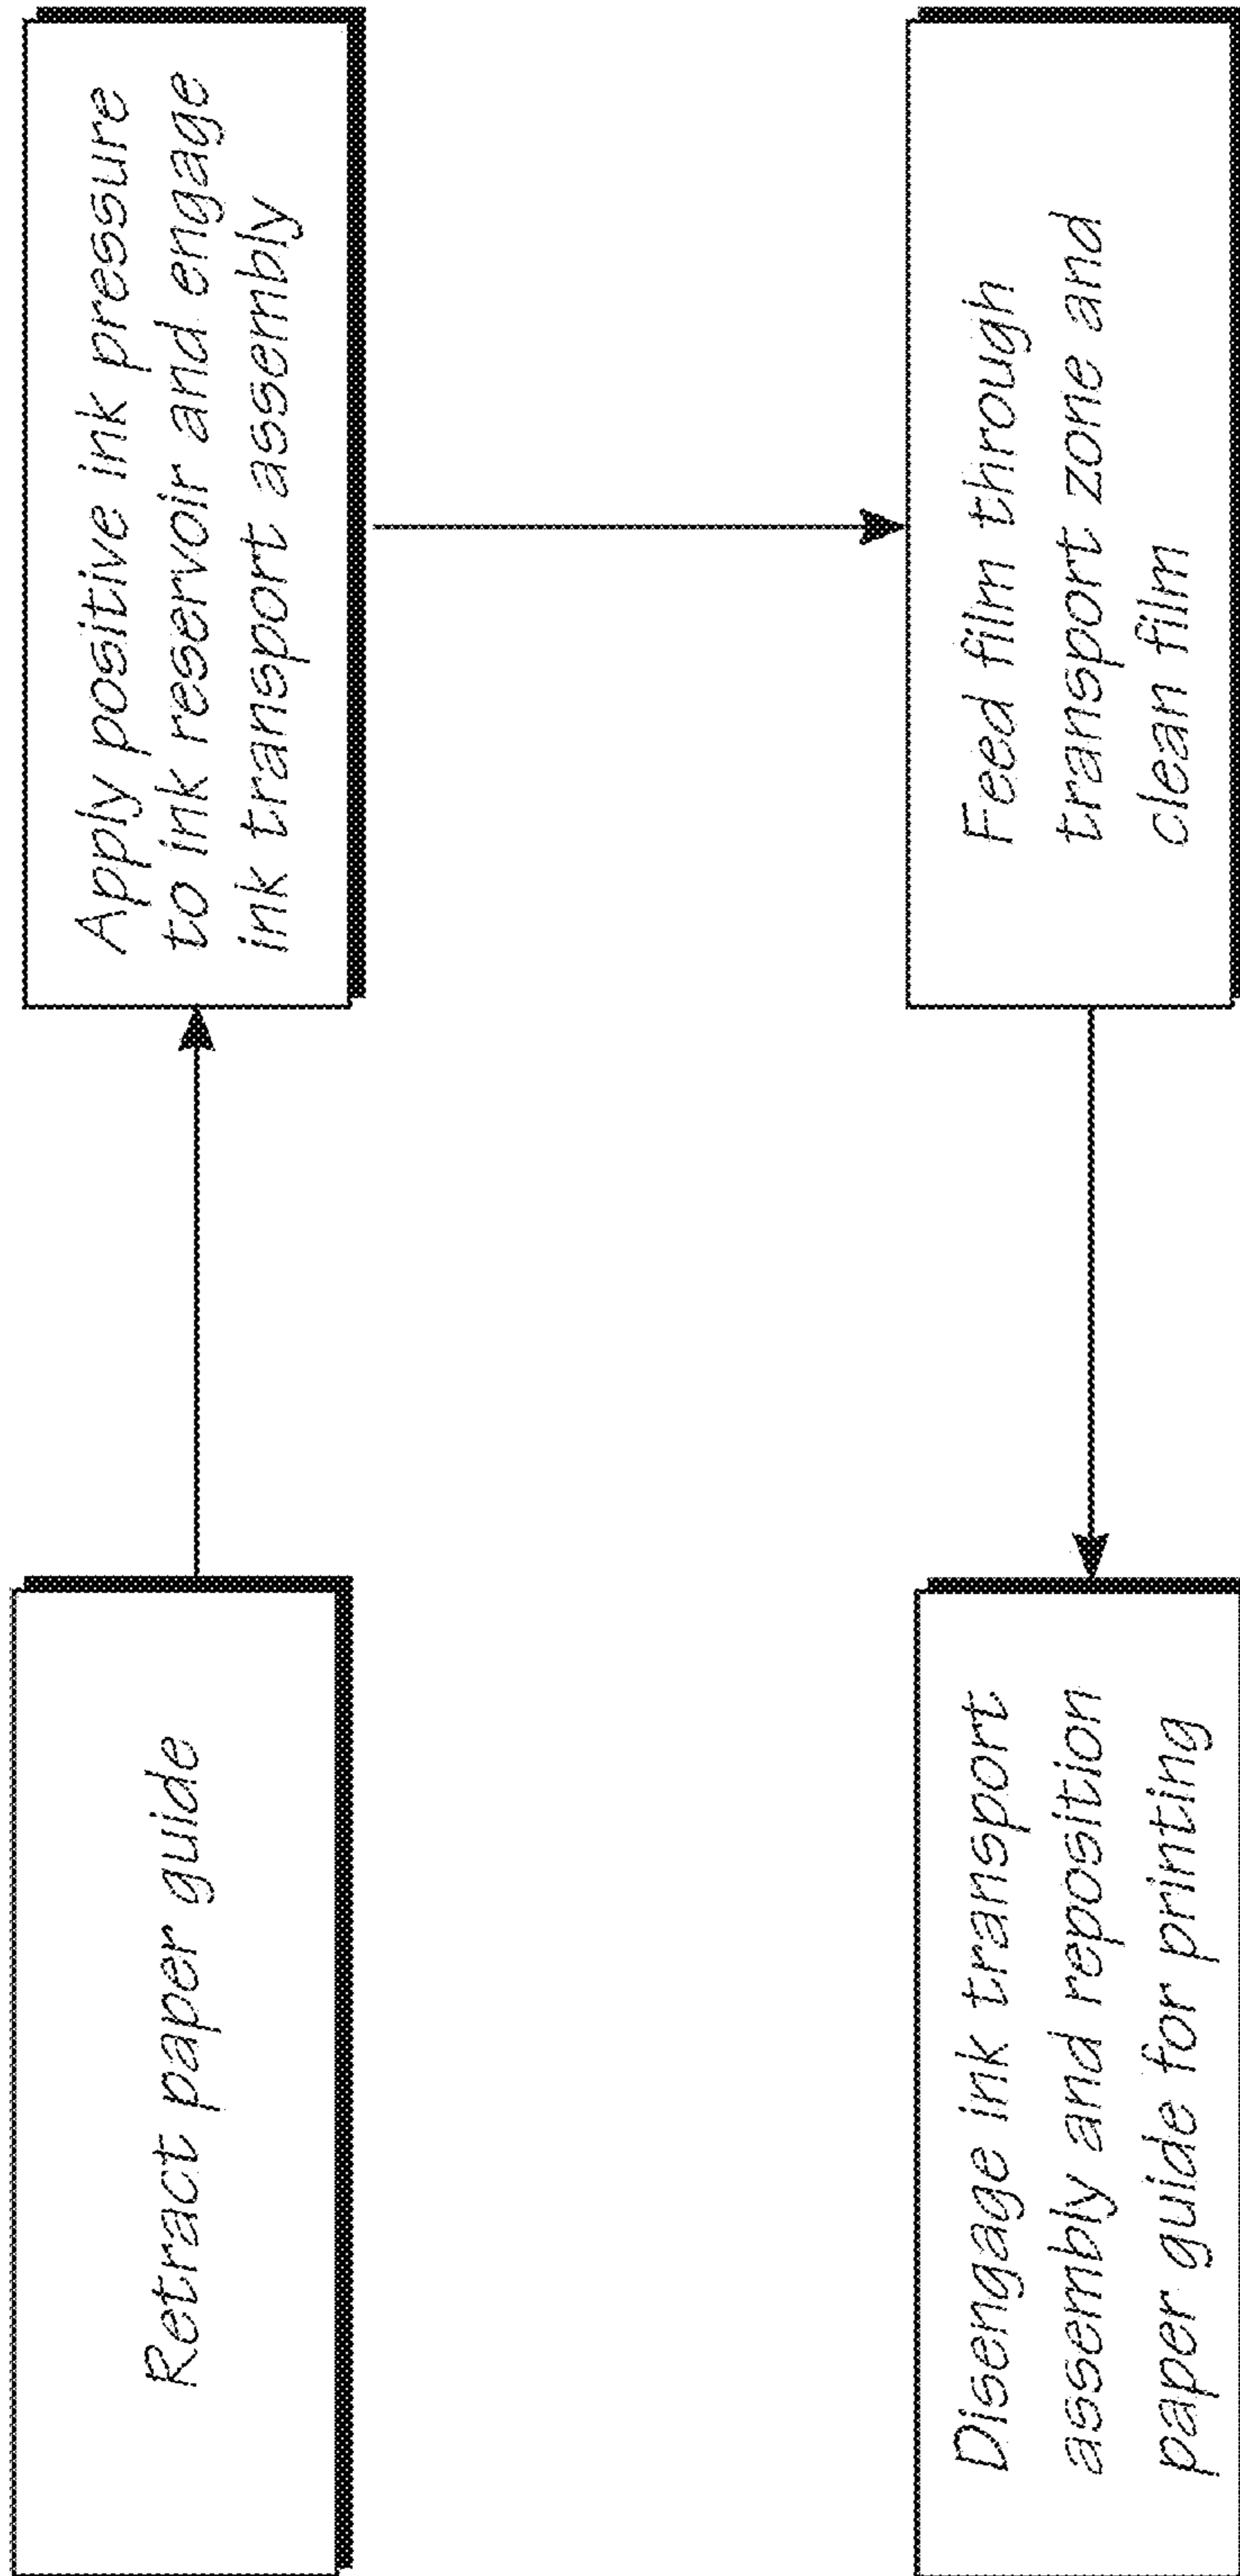 Retract paper guide
Apply positive ink pressure
to ink reservoir and engage
ink transport assembly
Feed film through
transport zone and
clean film
Disengage ink transport
assembly and reposition
paper guide for printing